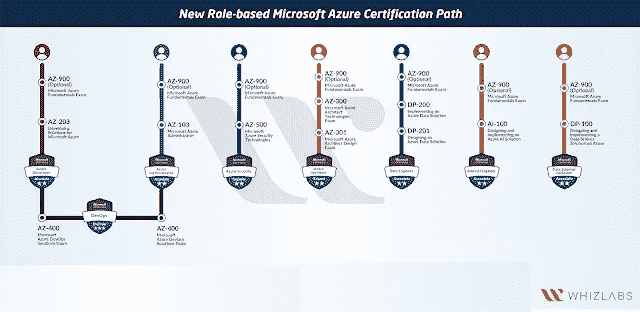 New Role-based Microsoft Azure Certification Path
AZ-900
(Optional)
Microsoft Azure
Fundamentals Exam
AZ-203
Developing
Solutions for
Microsoft Azure
Azure
Developer
Associate
AZ-400
Microsoft
Azure DevOps
Solutions Exam
DevOps
AZ-900
(Optional)
Microsoft Azure
Fundamentals Exam
AZ-103
Microsoft Azure
Administrator
Azure
Administrator
Associate
AZ-400
Microsoft
Azure DevOps
Solutions Exam
AZ-900
(Optional)
Microsoft Azure
Fundamentals Exam
AZ-500
Microsoft
Azure Security
Technologies
Azure Security
Associate
AZ-900
(Optional)
Microsoft Azure
Fundamentals Exam
AZ-300
Microsoft Azure
Architect
Technologies
Exam
AZ-301
Microsoft Azure
Architect Design
Exam
Azure
Architect
Expert
AZ-900
(Optional)
Microsoft Azure
Fundamentals Exam
DP-200
Implementing an
Azure Data Solution
DP-201
Designing an
Azure Data Solution
Data Engineer
Associate
AZ-900
(Optional)
Microsoft Azure
Fundamentals Exam
AI-100
Designing and
Implementing an
Azure AI Solution
Azure AI Engineer
Associate
AZ-900
(Optional)
Microsoft Azure
Fundamentals Exam
DP-100
Designing and
Implementing a
Data Science
Solution on Azure
Data Scientist
Associate
WHIZLABS